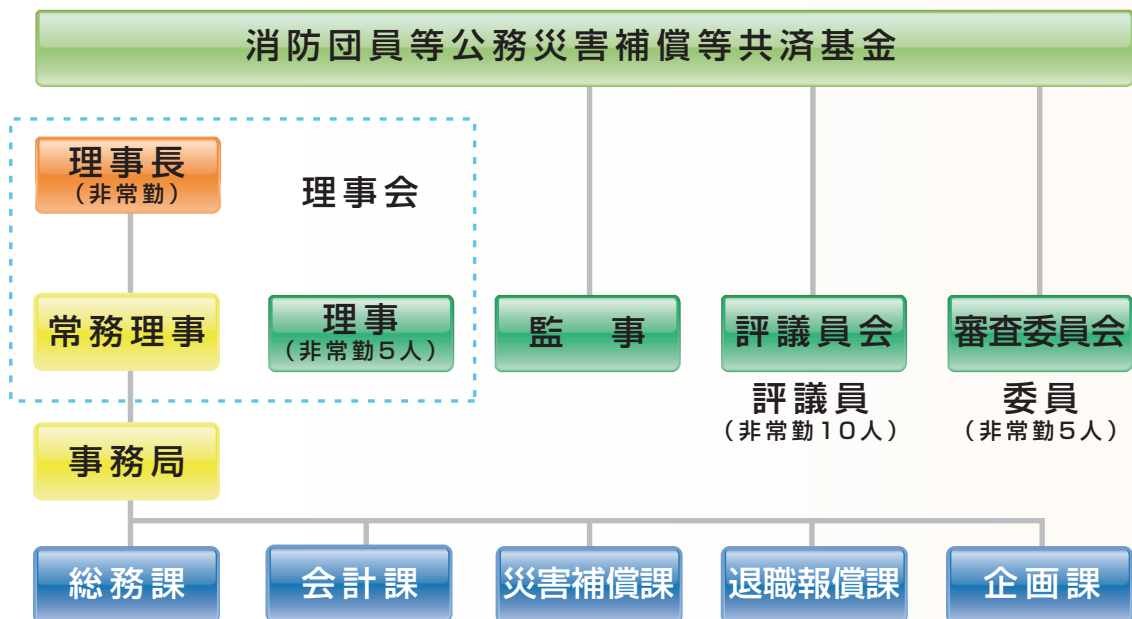 消防団員等公務災害補償等共済基金
理事長
(非常勤)
理事会
常務理事
理事
(非常勤5人)
監 事
評議員会
審査委員会
評議員
(非常勤10人)
委員
(非常勤5人)
事務局
総務課
会計課
災害補償課
退職報償課
企画課